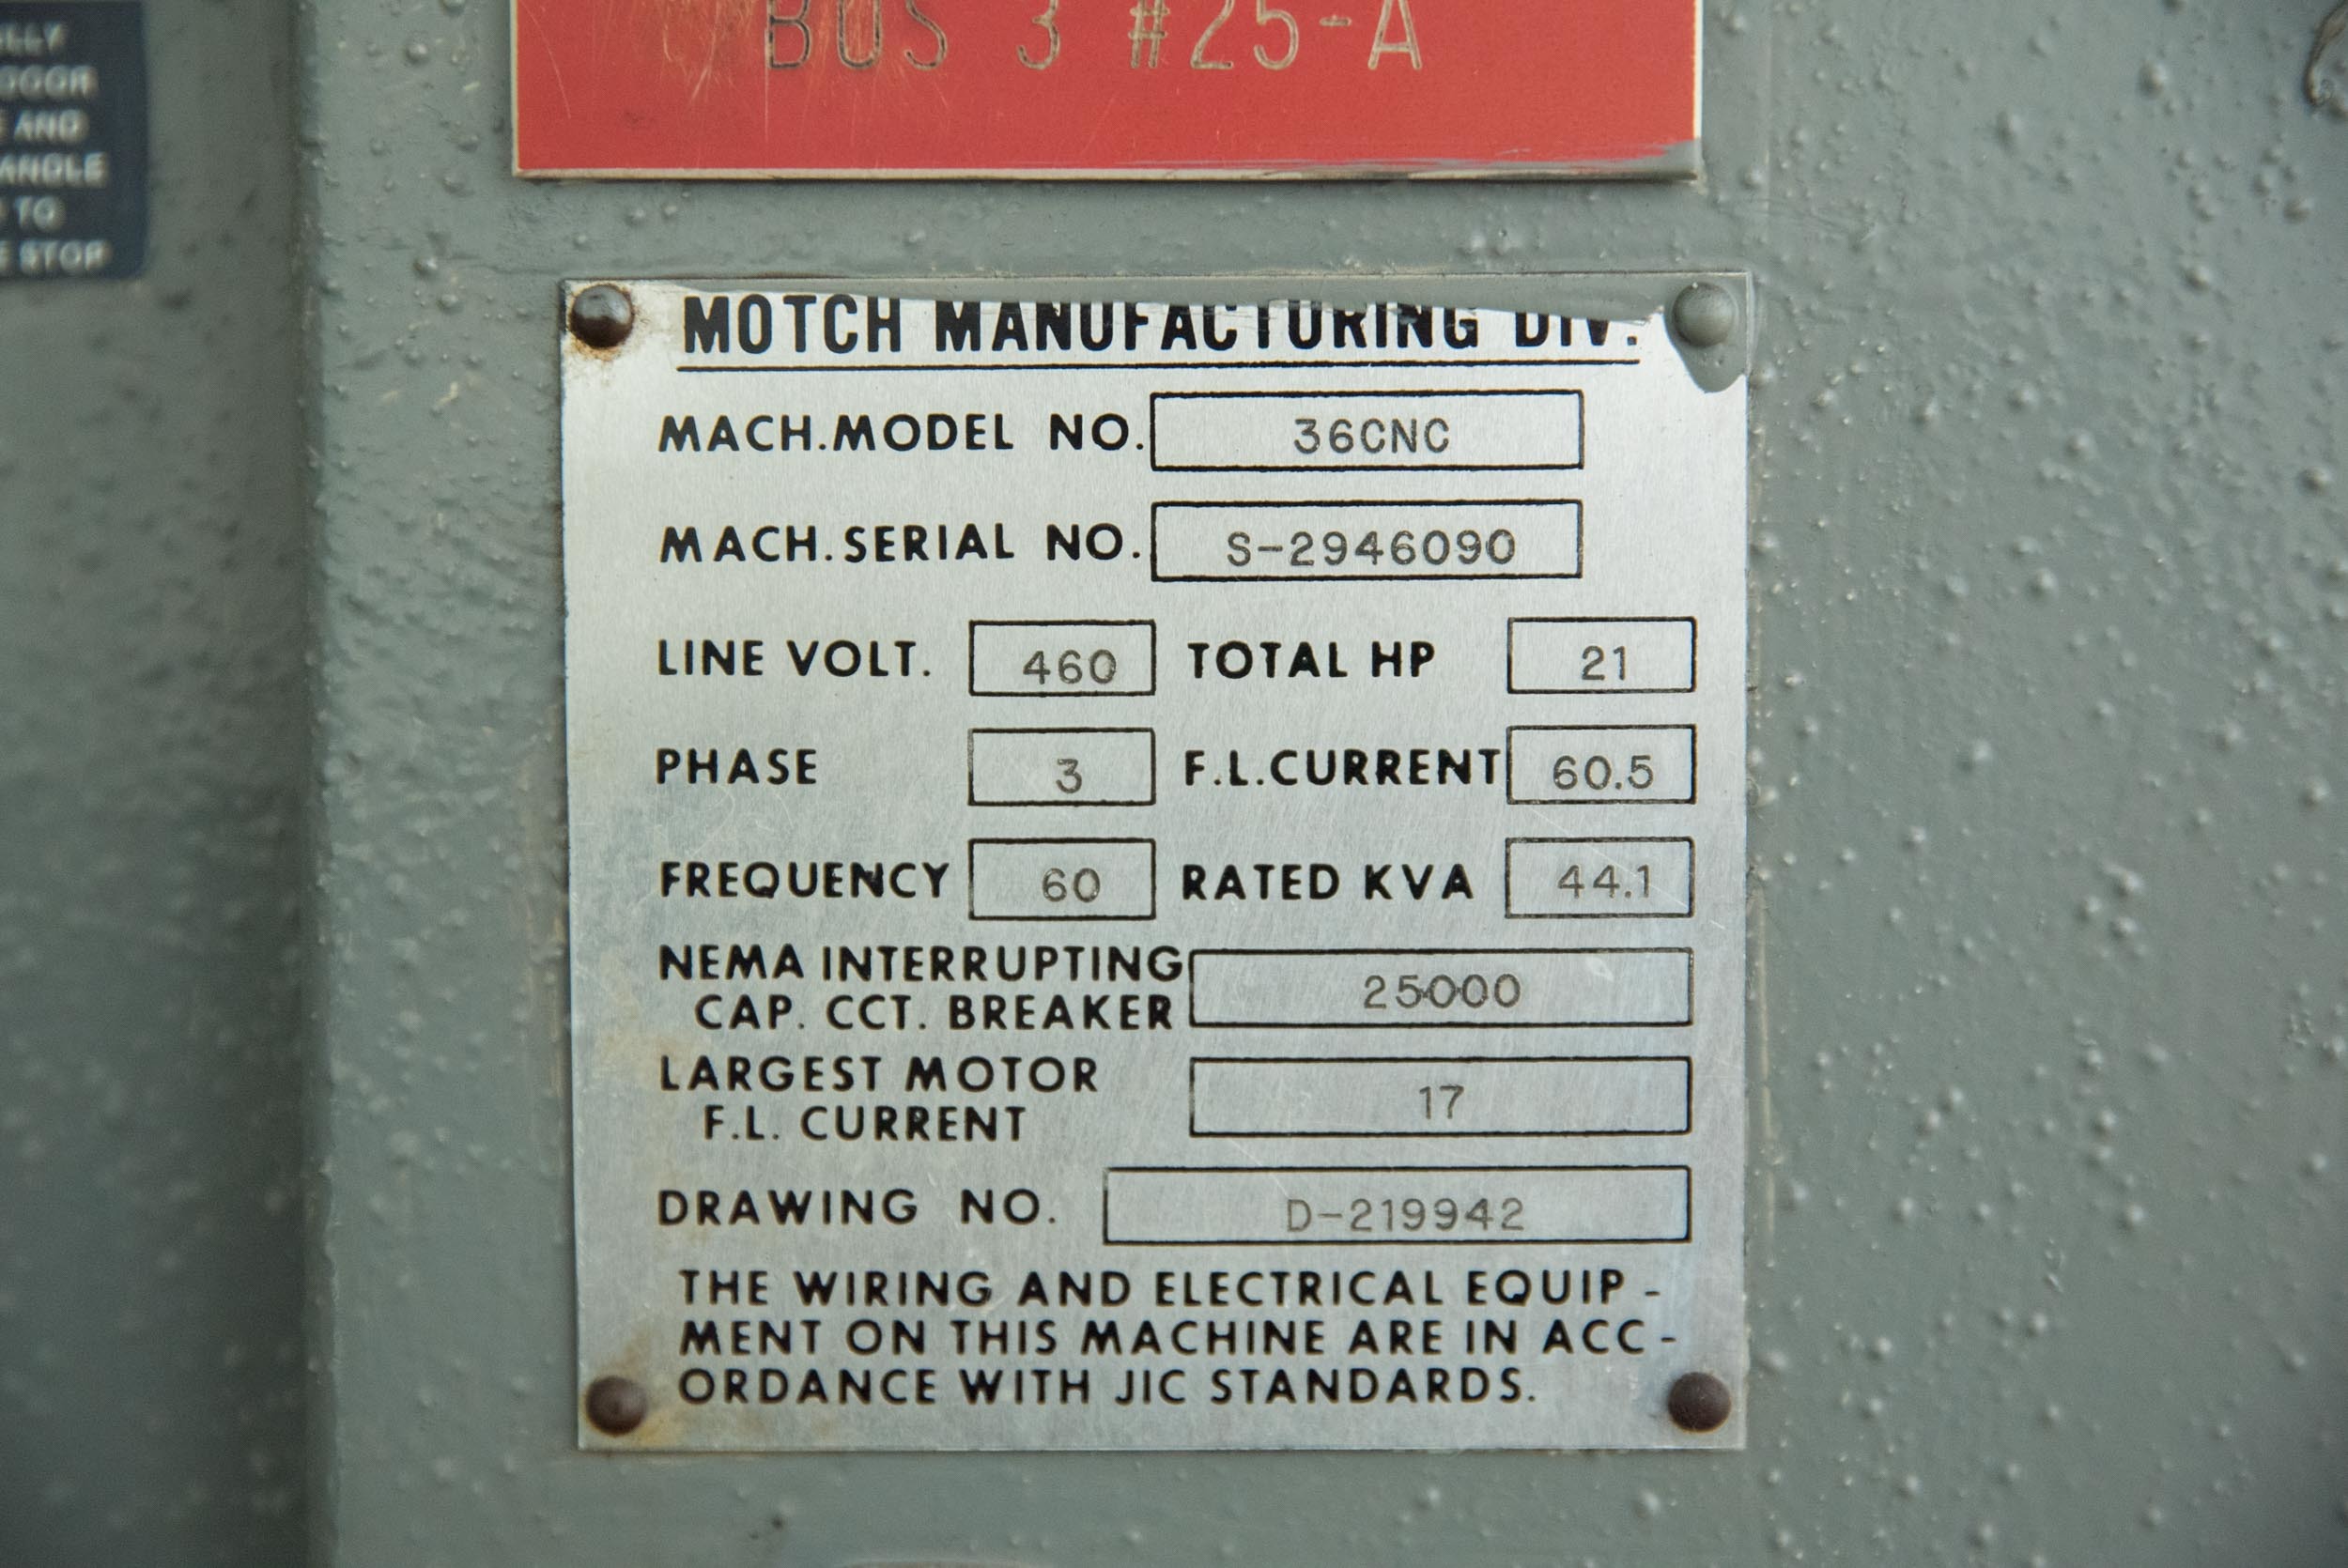 BUS 3 #25-A
AND
TO
STOP
MOTCH MANUFACTURING DIV.
MACH.MODEL NO. 36CNC
MACH.SERIAL NO. S-2946090
LINE VOLT. 460 TOTAL HP 21
PHASE 3 F.L.CURRENT 60.5
FREQUENCY 60 RATED KVA 44.1
NEMA INTERRUPTING
CAP. CCT. BREAKER 25000
LARGEST MOTOR
F.L. CURRENT 17
DRAWING NO. D-219942
THE WIRING AND ELECTRICAL EQUIP -
MENT ON THIS MACHINE ARE IN ACC -
ORDANCE WITH JIC STANDARDS.